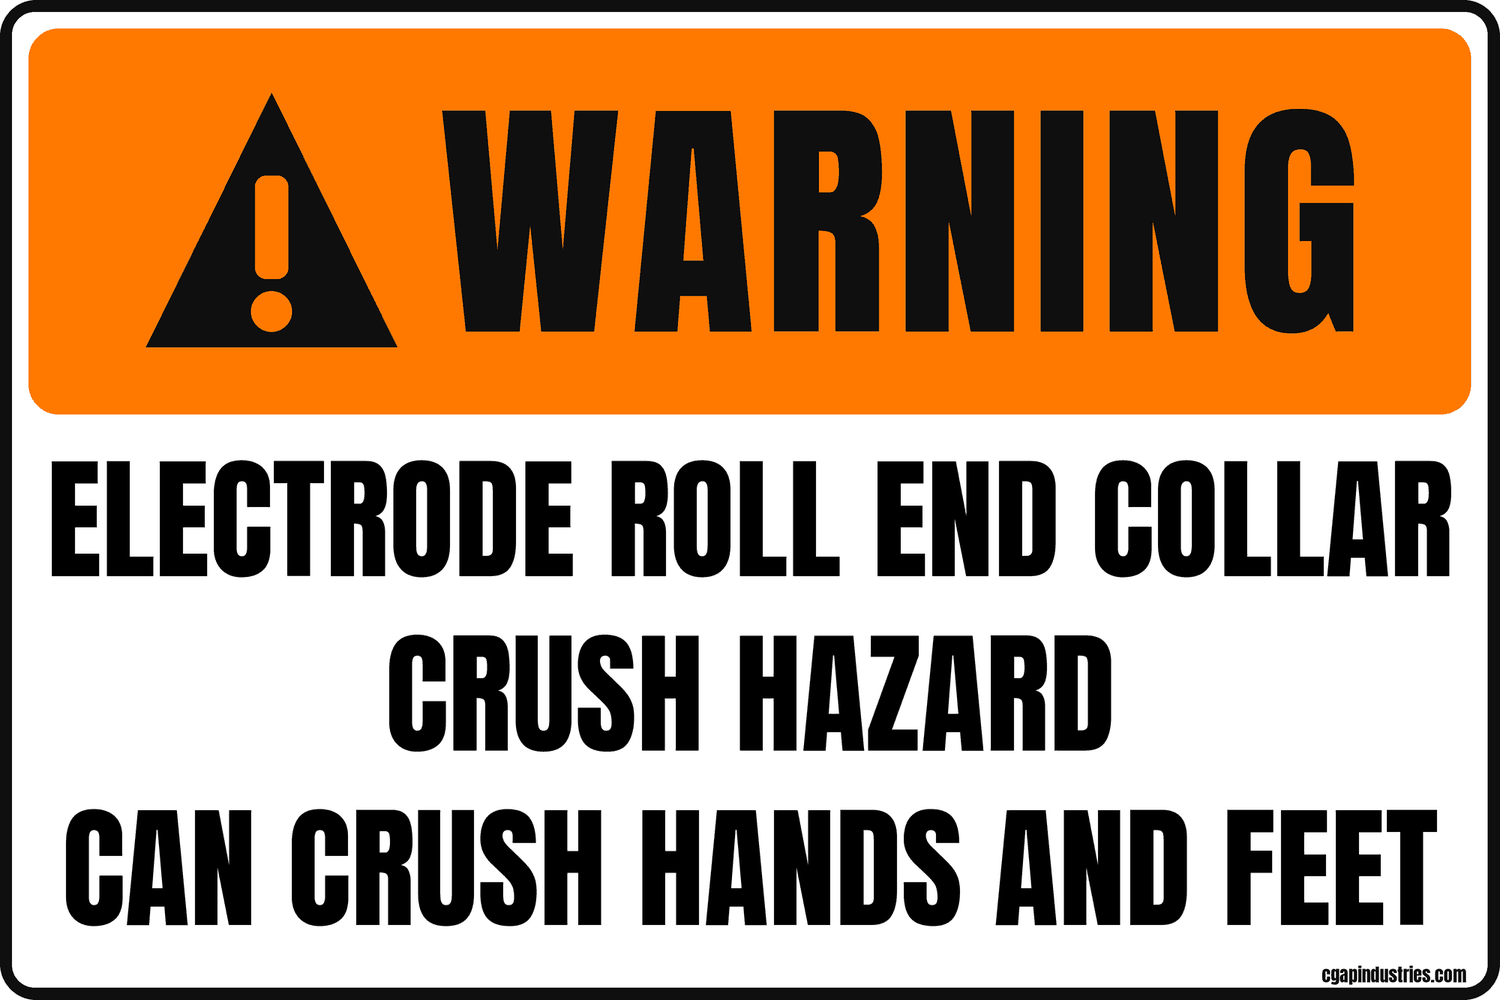 WARNING
ELECTRODE ROLL END COLLAR
CRUSH HAZARD
CAN CRUSH HANDS AND FEET
cgapindustries.com